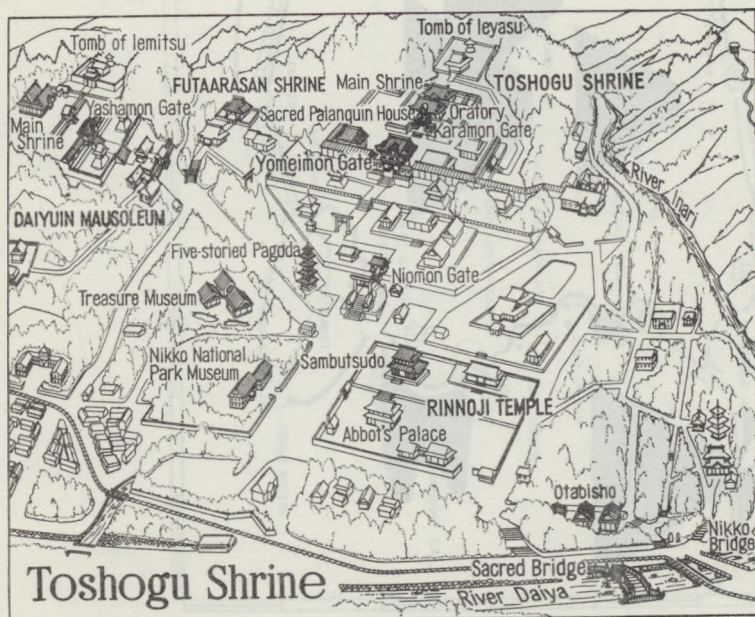 Tomb of Iemitsu
Tomb of Ieyasu
FUTAARASAN SHRINE
Main Shrine
TOSHOGU SHRINE
Yashamon Gate
Sacred Palanquin House
Oratory
Main
Shrine
Karamon Gate
Yomeimon Gate
River Inari
DAIYUIN MAUSOLEUM
Five-storied Pagoda
Niomon Gate
Treasure Museum
Nikko National
Park Museum
Sambutsudo
RINNOJI TEMPLE
Abbot's Palace
Otabisho
Nikko
Bridge
Sacred Bridge
River Daiya
Toshogu Shrine